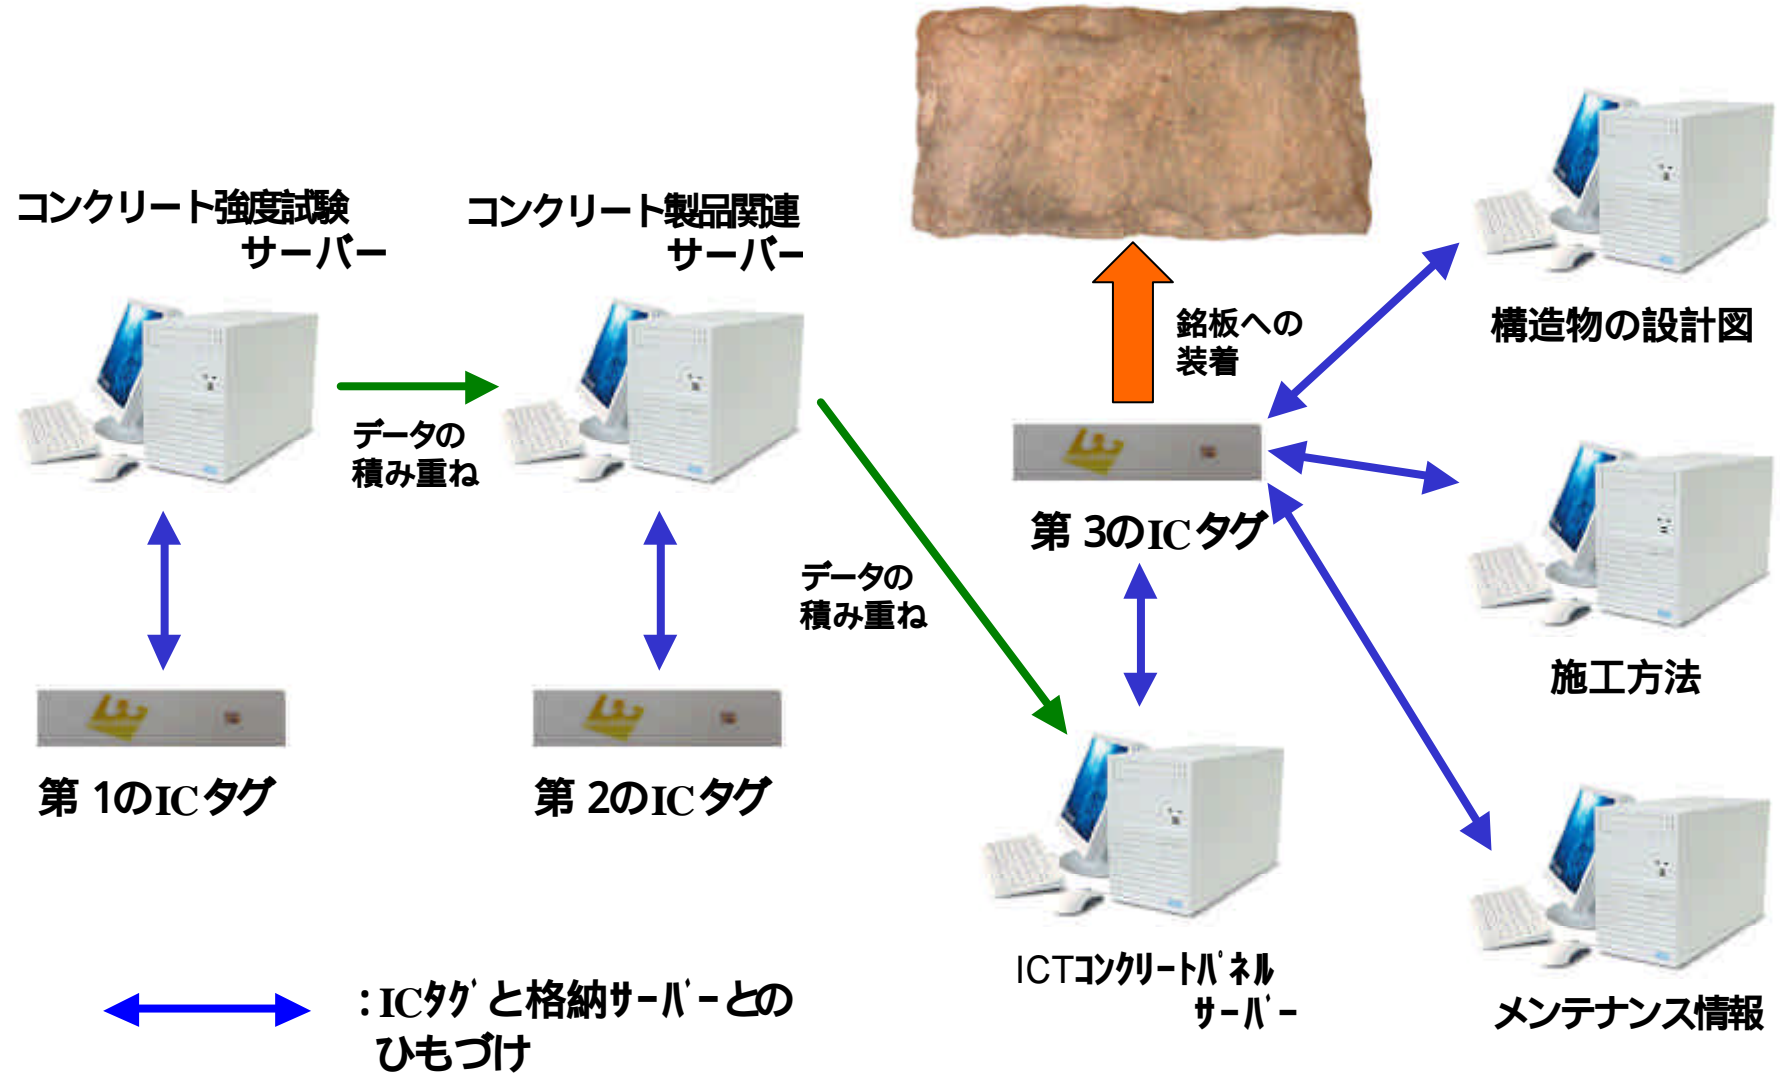 コンクリート強度試験
サーバー
コンクリート製品関連
サーバー
データの
積み重ね
第1のICタグ
第2のICタグ
データの
積み重ね
銘板への
装着
第3のICタグ
ICTコンクリートパネル
サーバー
構造物の設計図
施工方法
メンテナンス情報
:ICタグと格納サーバーとの
ひもづけ